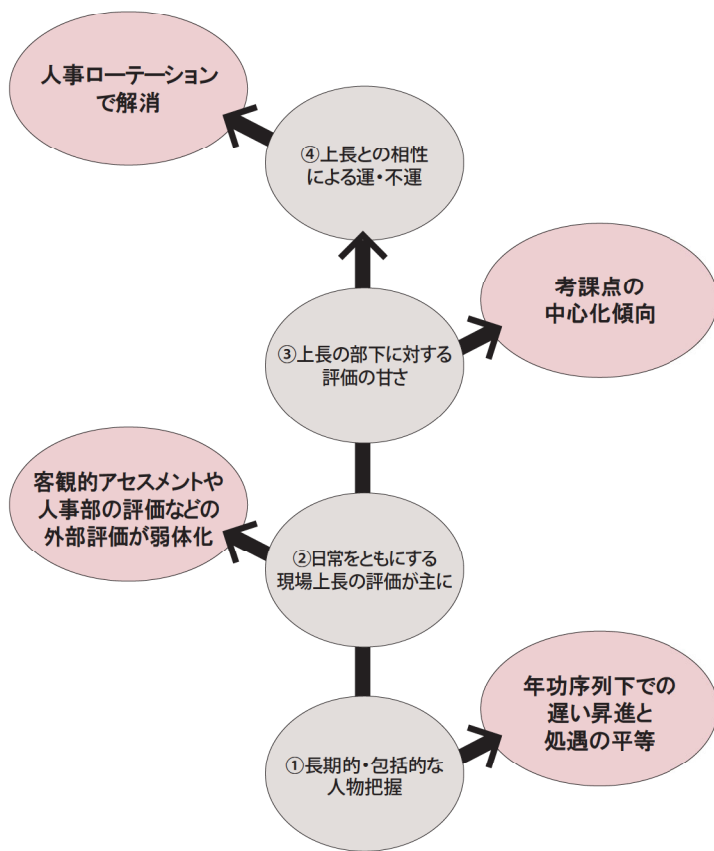 人事ローテーション
で解消
④上長との相性
による運・不運
考課点の
中心化傾向
③上長の部下に対する
評価の甘さ
客観的アセスメントや
人事部の評価などの
外部評価が弱体化
②日常をともにする
現場上長の評価が主に
年功序列下での
遅い昇進と
処遇の平等
①長期的・包括的な
人物把握